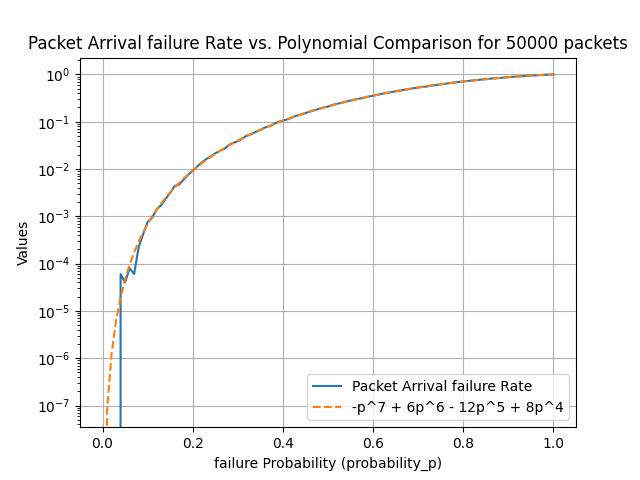 Packet Arrival failure Rate vs. Polynomial Comparison for 50000 packets
10^0
10^-1
10^-2
10^-3
10^-4
10^-5
10^-6
10^-7
Values
Packet Arrival failure Rate
-p^7 + 6p^6 - 12p^5 + 8p^4
0.0 0.2 0.4 0.6 0.8 1.0
failure Probability (probability_p)